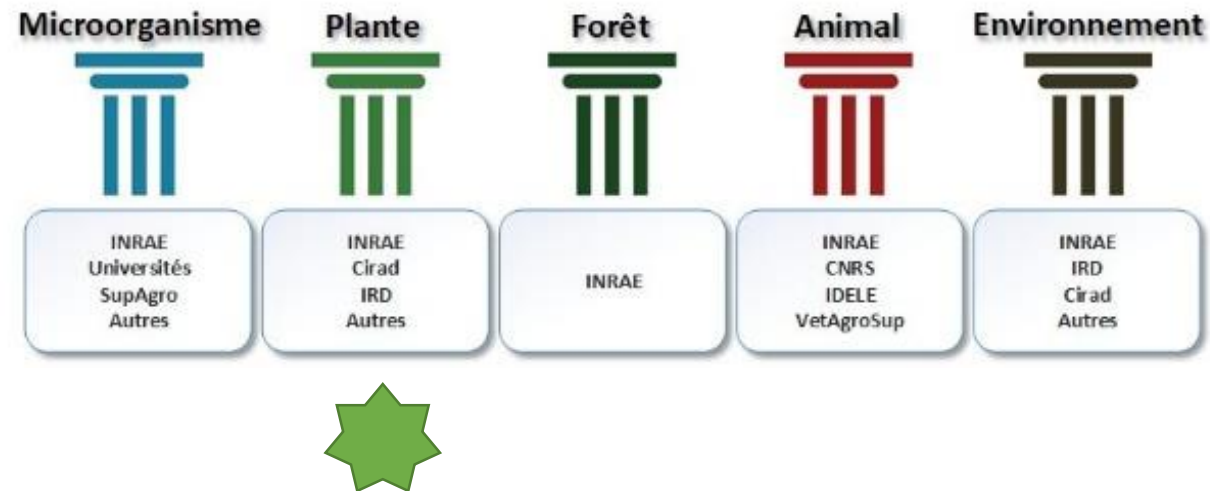 Microorganisme
Plante
Forêt
Animal
Environnement
INRAE
Universités
SupAgro
Autres
INRAE
Cirad
IRD
Autres
INRAE
INRAE
CNRS
IDELE
VetAgroSup
INRAE
IRD
Cirad
Autres